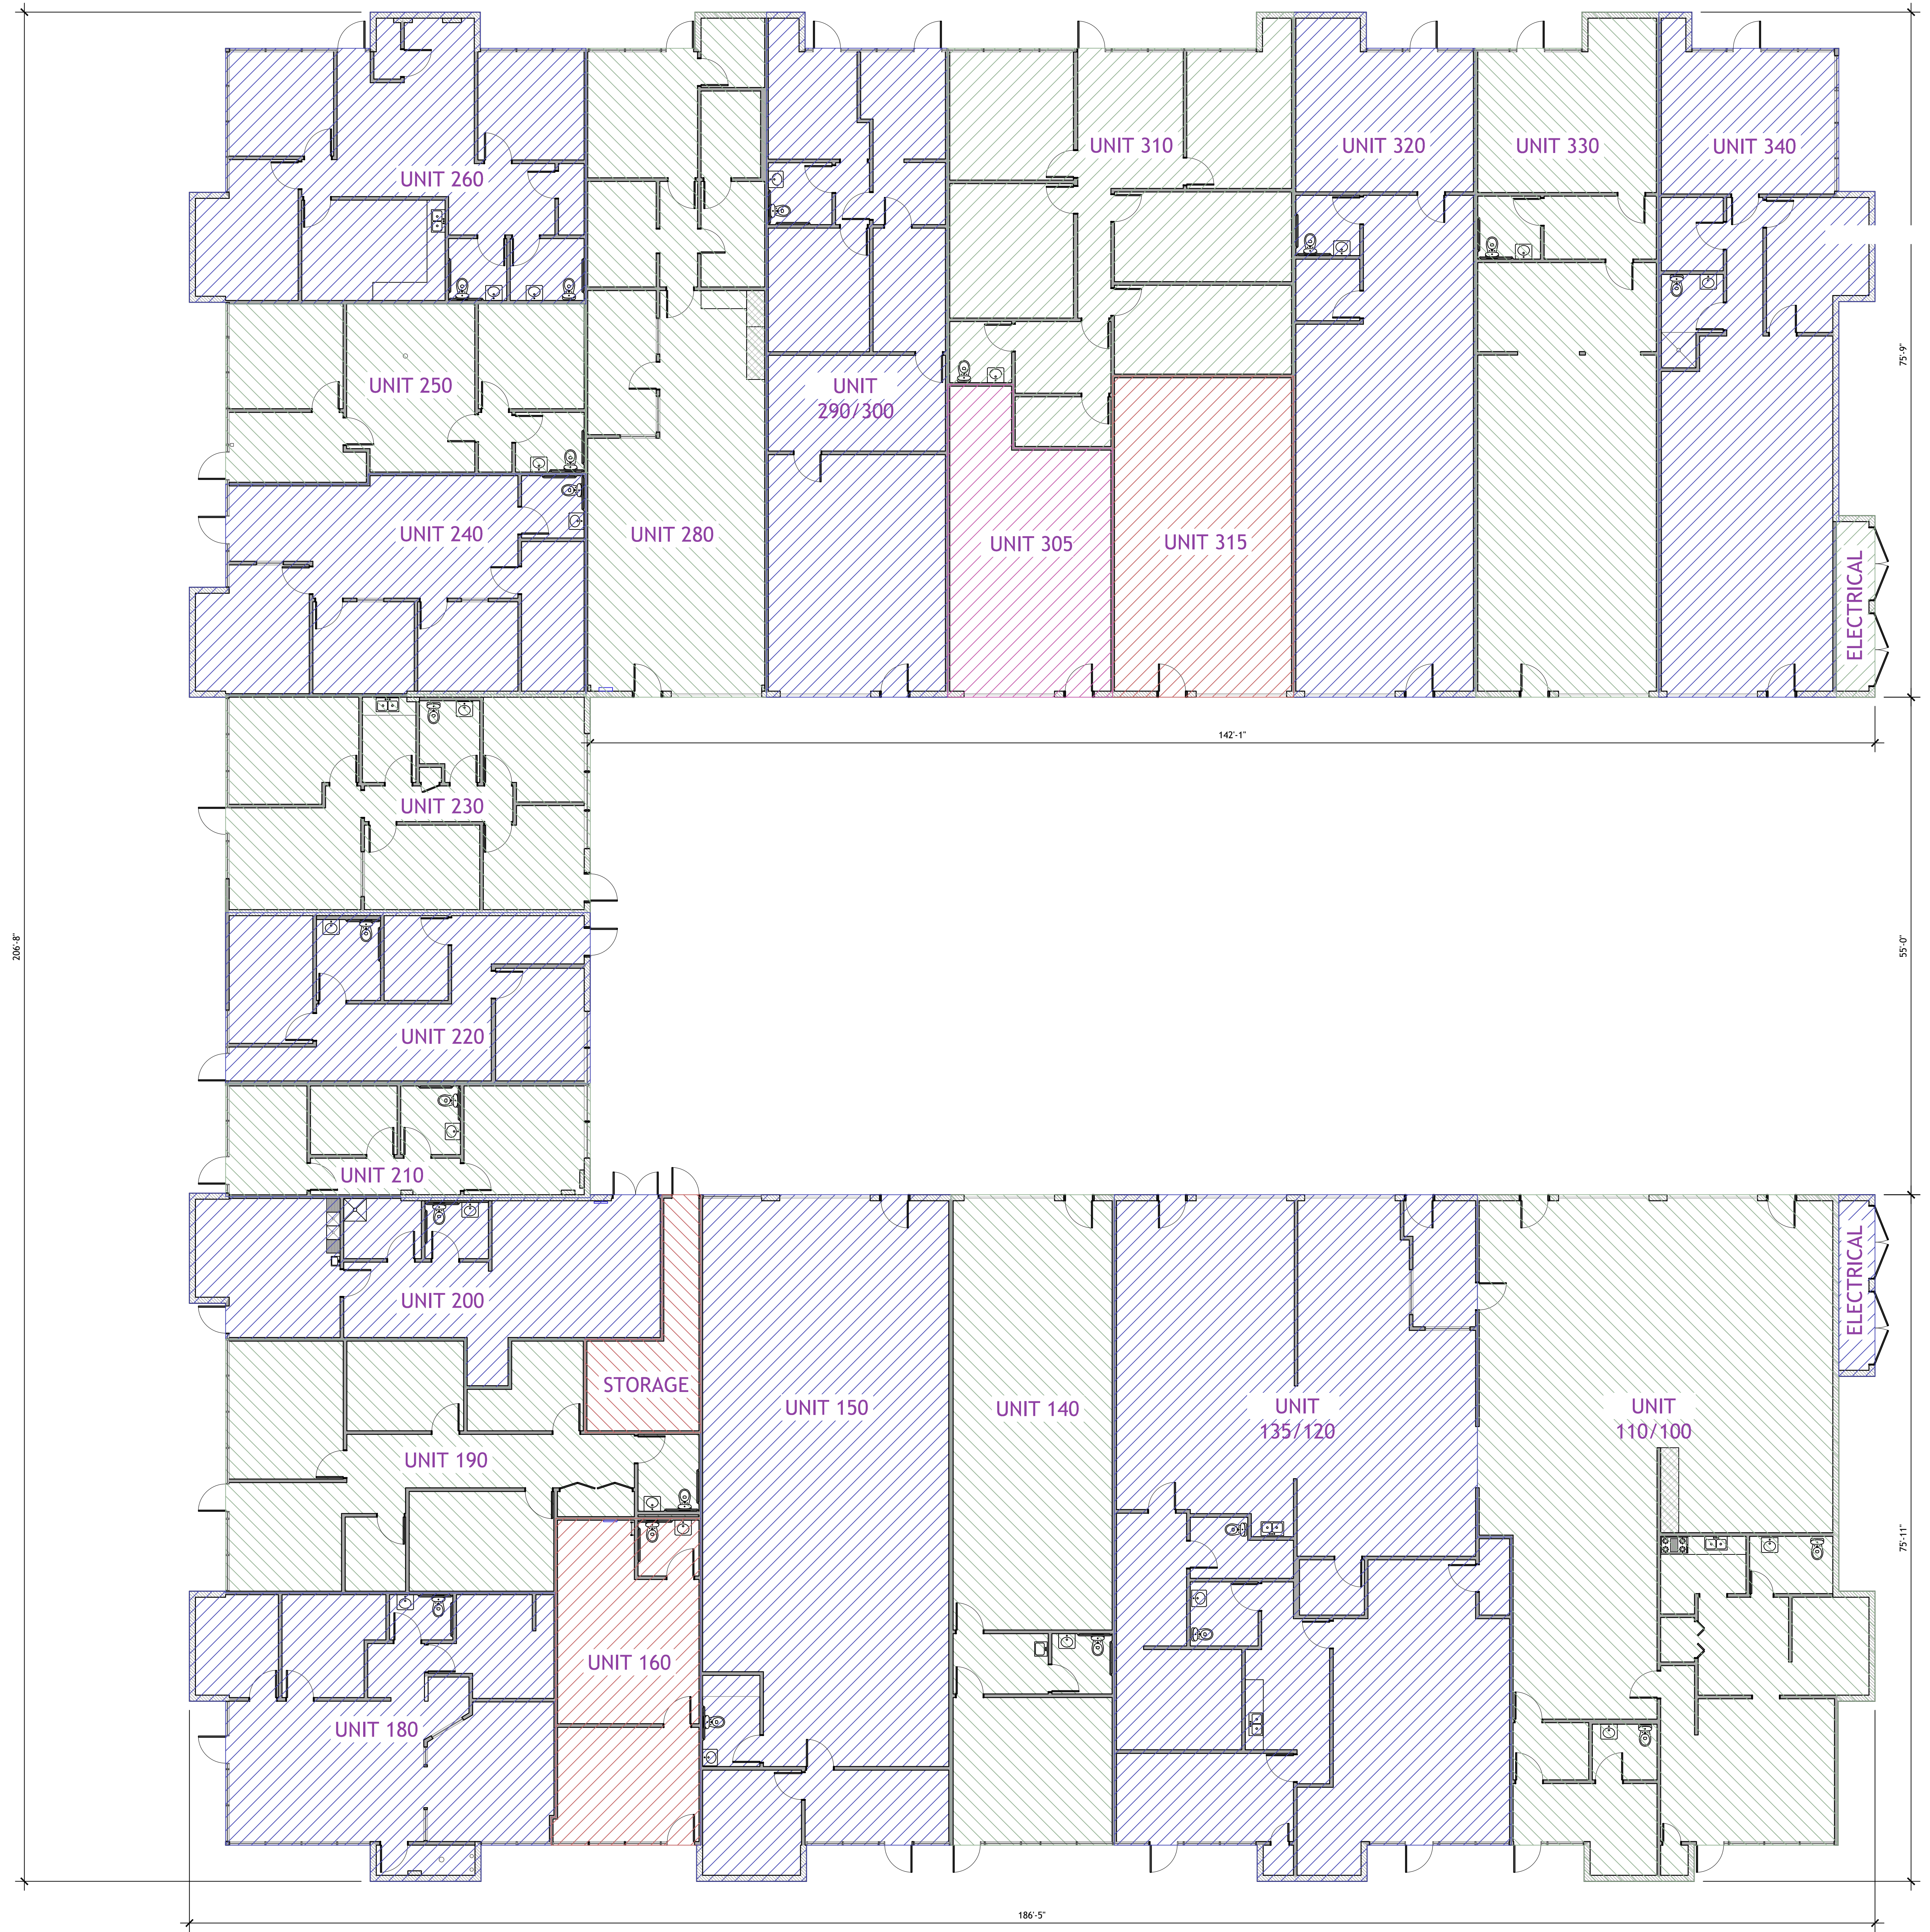 UNIT 310
UNIT 320
UNIT 330
UNIT 340
UNIT 260
75'-9"
UNIT 250
UNIT
290/300
UNIT 240
UNIT 280
UNIT 305
UNIT 315
ELECTRICAL
142'-1"
UNIT 230
206'-8"
55'-0"
UNIT 220
UNIT 210
UNIT 200
ELECTRICAL
STORAGE
UNIT 150
UNIT 140
UNIT
135/120
UNIT
110/100
UNIT 190
75'-11"
UNIT 160
UNIT 180
186'-5"